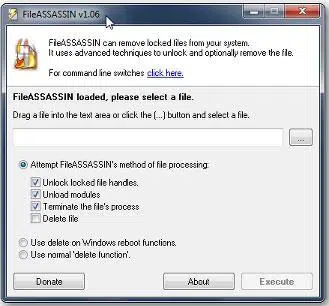 FileASSASSIN v1.06
FileASSASSIN can remove locked files from your system.
It uses advanced techniques to unlock and optionally remove the file.
For command line switches click here.
FileASSASSIN loaded, please select a file.
Drag a file into the text area or click the (...) button and select a file.
...
Attempt FileASSASSIN's method of file processing:
Unlock locked file handles.
Unload modules
Terminate the file's process
Delete file
Use delete on Windows reboot functions.
Use normal 'delete function'.
Donate About Execute